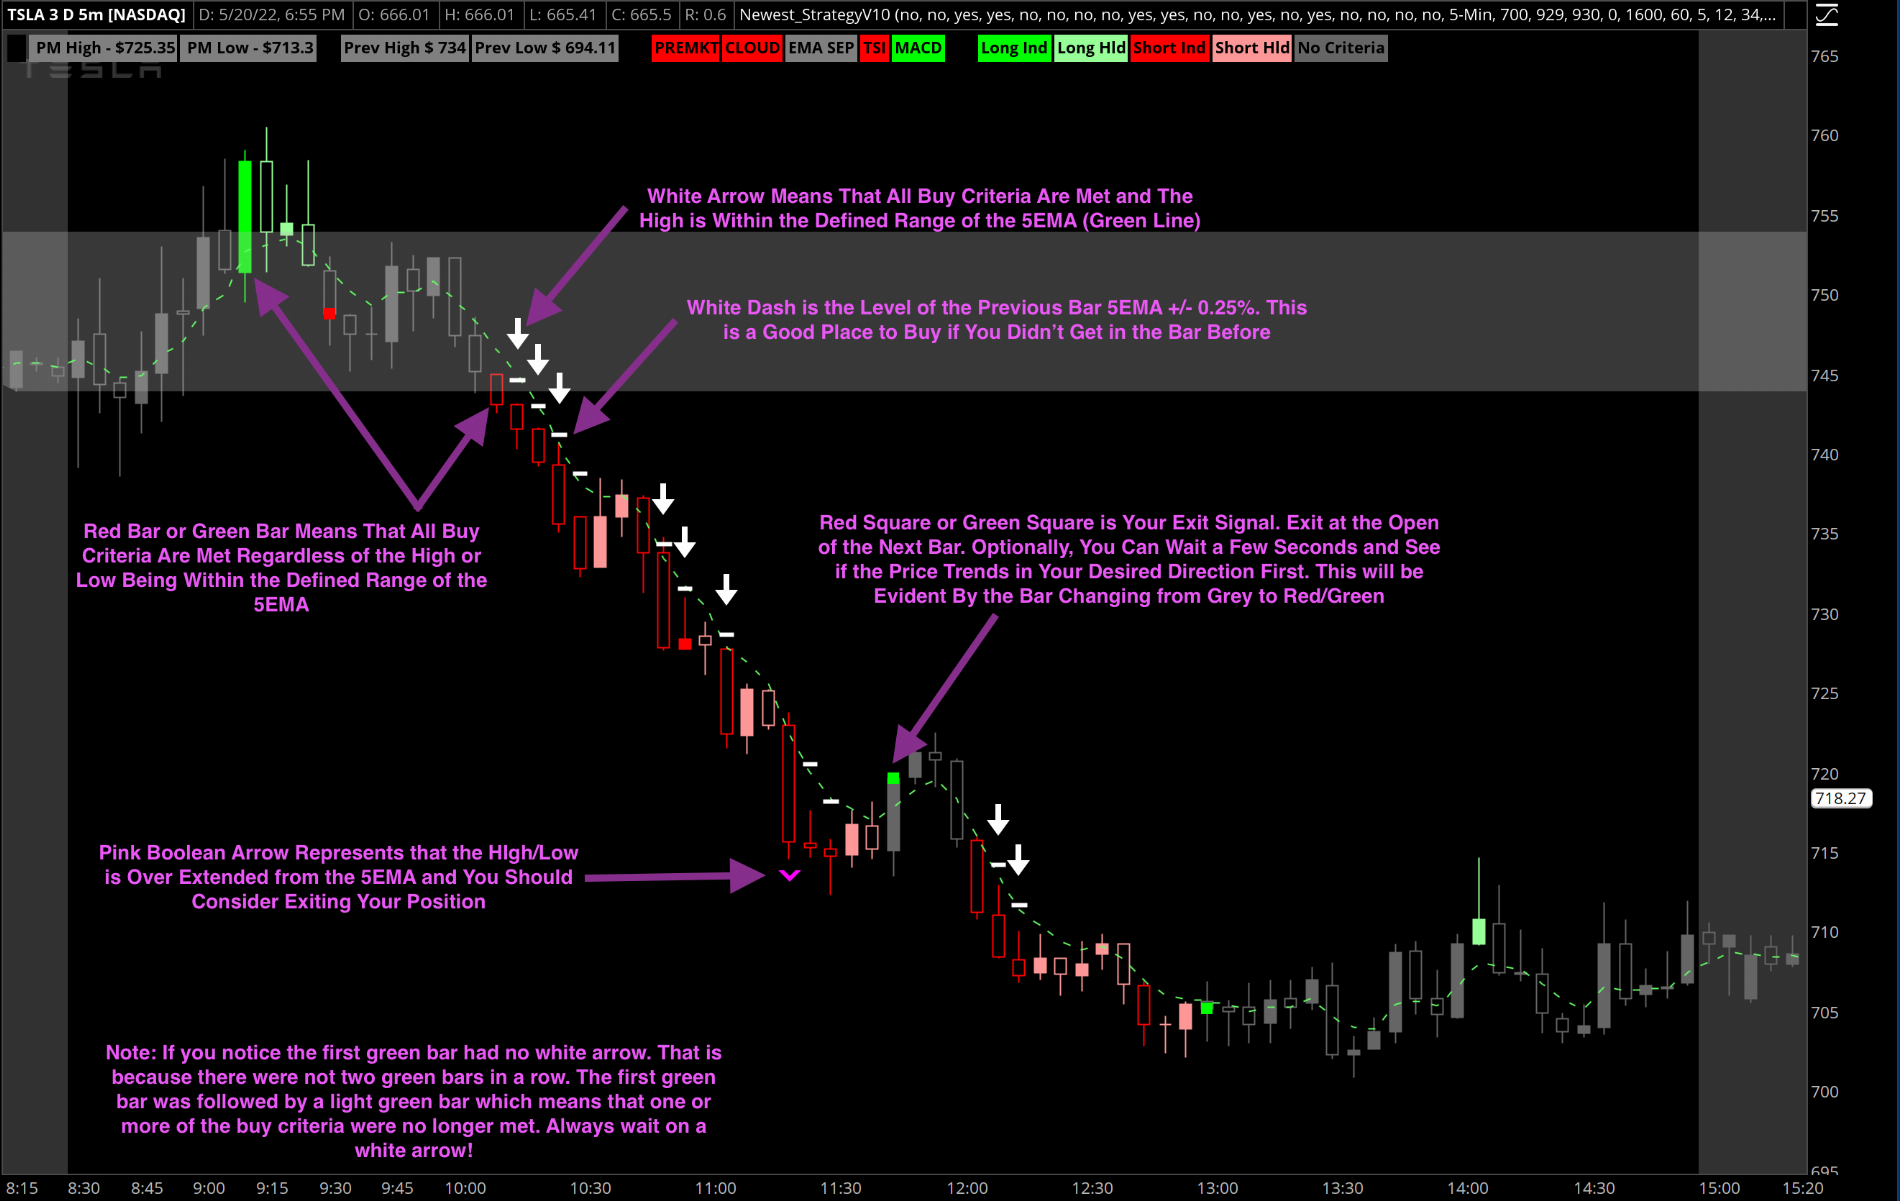 TSLA 3 D 5m [NASDAQ] D: 5/20/22, 6:55 PM O: 666.01 H: 666.01 L: 665.41 C: 665.5 R: 0.6 Newest_StrategyV10 (no, no, yes, yes, no, no, no, no, no, yes, yes, no, no, yes, no, yes, no, no, no, no, 5-Min, 700, 929, 930, 0, 1600, 60, 5, 12, 34,...
PM High - $725.35 PM Low - $713.3 Prev High $ 734 Prev Low $ 694.11 PREMKT CLOUD EMA SEP TSI MACD Long Ind Long Hld Short Ind Short Hld No Criteria
TESLA
765
760
755
750
745
740
735
730
725
720
718.27
715
710
705
700
695
White Arrow Means That All Buy Criteria Are Met and The
High is Within the Defined Range of the 5EMA (Green Line)
White Dash is the Level of the Previous Bar 5EMA +/- 0.25%. This
is a Good Place to Buy if You Didn't Get in the Bar Before
Red Bar or Green Bar Means That All Buy
Criteria Are Met Regardless of the High or
Low Being Within the Defined Range of the
5EMA
Red Square or Green Square is Your Exit Signal. Exit at the Open
of the Next Bar. Optionally, You Can Wait a Few Seconds and See
if the Price Trends in Your Desired Direction First. This will be
Evident By the Bar Changing from Grey to Red/Green
Pink Boolean Arrow Represents that the HIgh/Low
is Over Extended from the 5EMA and You Should
Consider Exiting Your Position
Note: If you notice the first green bar had no white arrow. That is
because there were not two green bars in a row. The first green
bar was followed by a light green bar which means that one or
more of the buy criteria were no longer met. Always wait on a
white arrow!
8:15 8:30 8:45 9:00 9:15 9:30 9:45 10:00 10:30 11:00 11:30 12:00 12:30 13:00 13:30 14:00 14:30 15:00 15:20